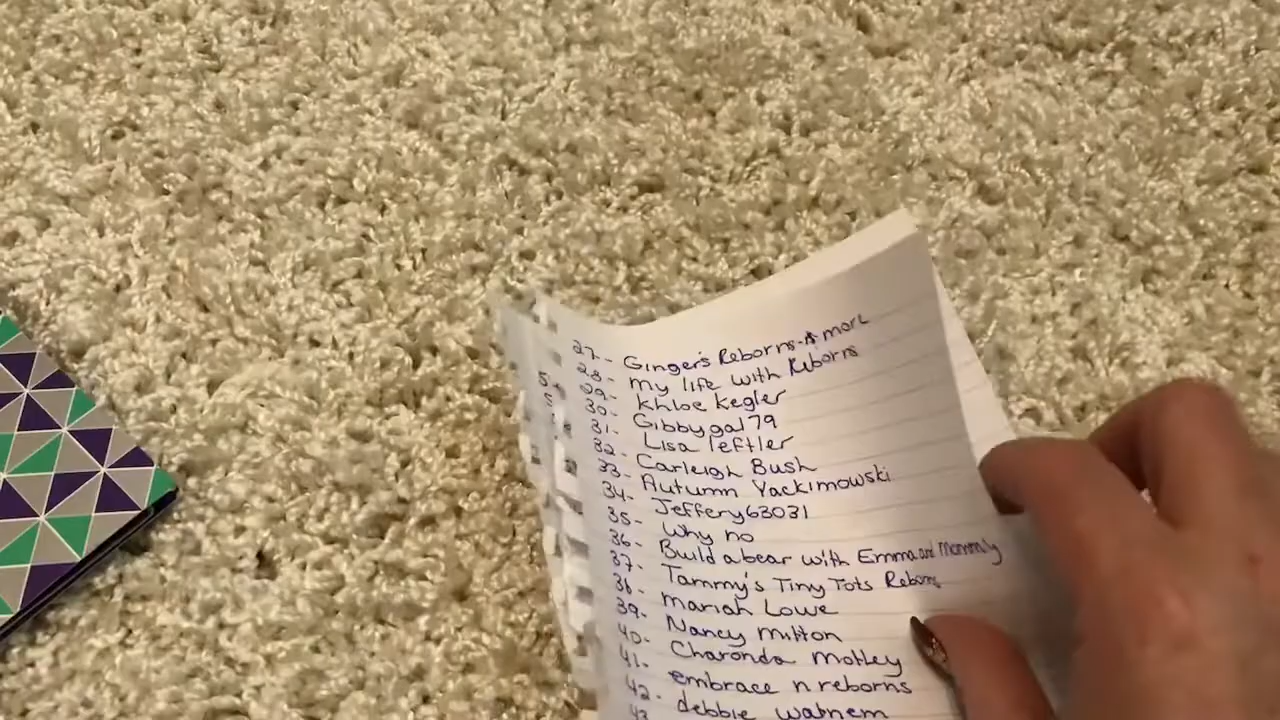 27- Ginger's Reborns & more
28- my life with Reborns
29- Khloe Kegler
30- Gibbygal79
31- Lisa leftler
32- Carleigh Bush
33- Autumn Yackimowski
34- Jeffery63031
35- Why no
36- Build a bear with Emma and Mommy
37- Tammy's Tiny Tots Reborns
38- Mariah Lowe
39- Nancy Milton
40- Charonda Motley
41- embrace n reborns
42- debbie watnem
43